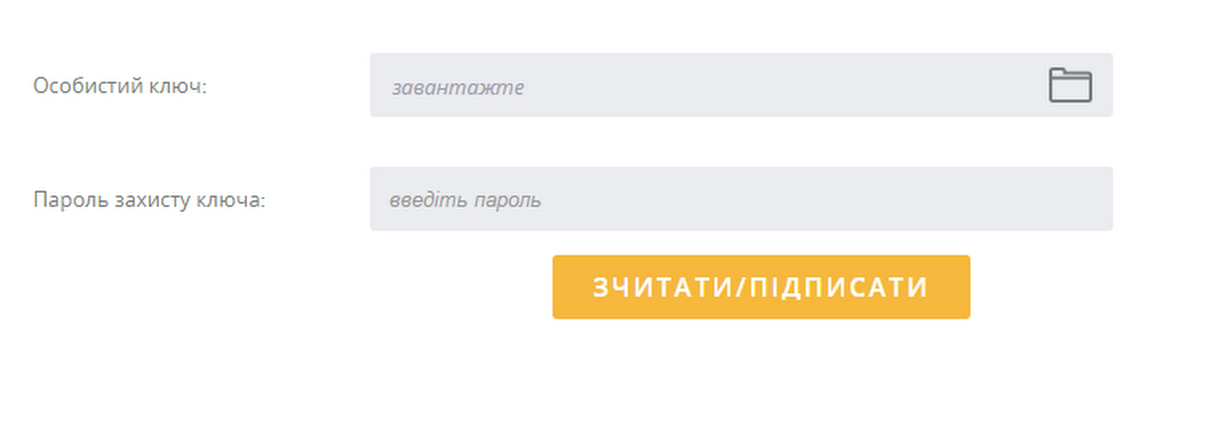 Особистий ключ: завантажте
Пароль захисту ключа: введіть пароль
ЗЧИТАТИ/ПІДПИСАТИ